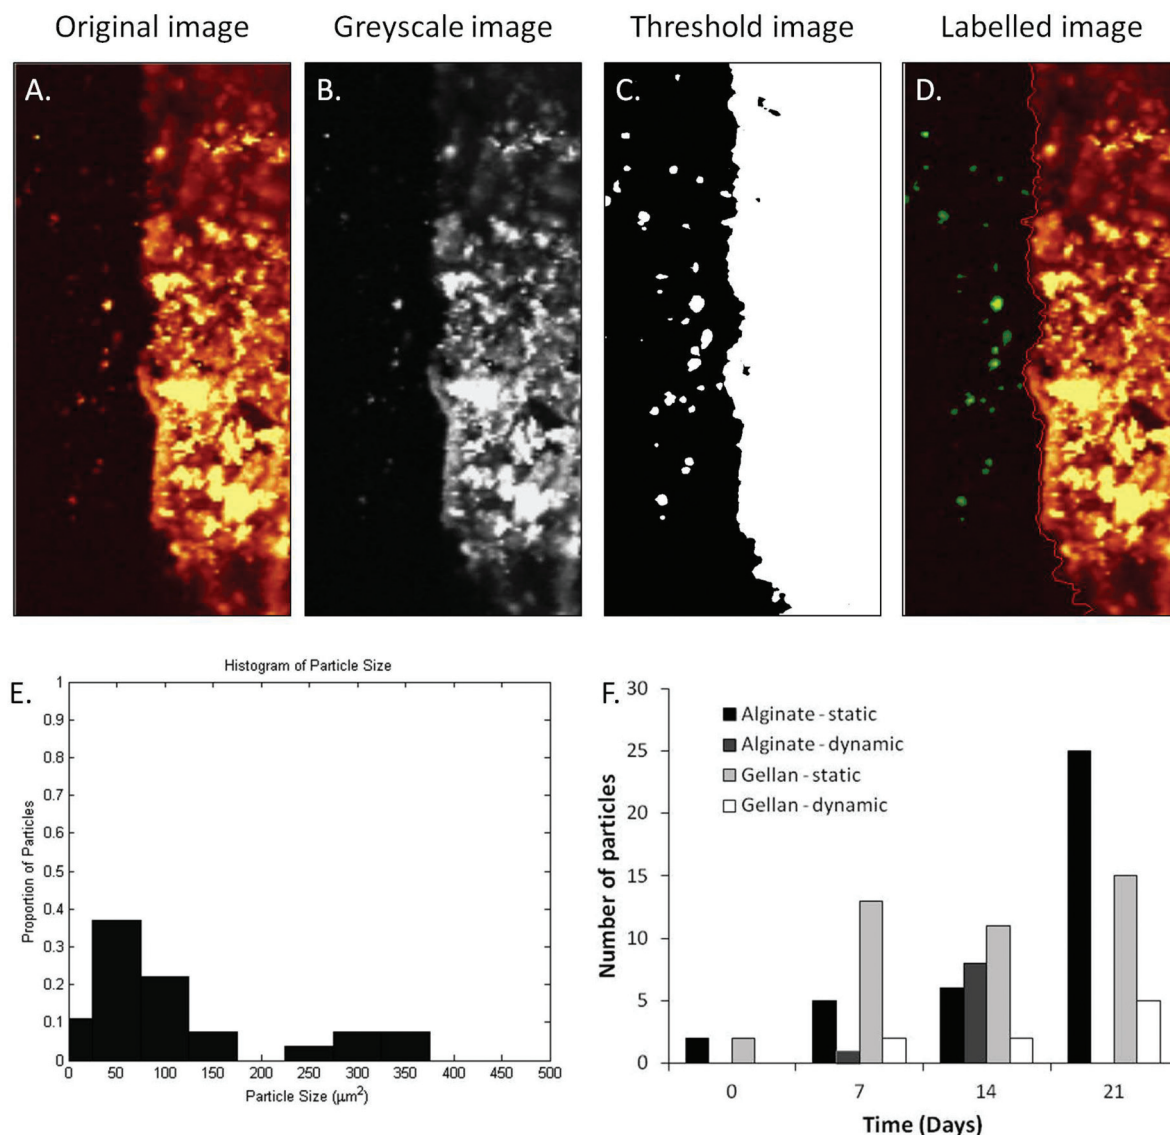 Original image
Greyscale image
Threshold image
Labelled image
A.
B.
C.
D.
E.
Histogram of Particle Size
1
0.9
0.8
0.7
0.6
0.5
0.4
0.3
0.2
0.1
0
Proportion of Particles
0 50 100 150 200 250 300 350 400 450 500
Particle Size (μm²)
F.
30
25
20
15
10
5
0
Number of particles
Alginate - static
Alginate - dynamic
Gellan - static
Gellan - dynamic
0 7 14 21
Time (Days)